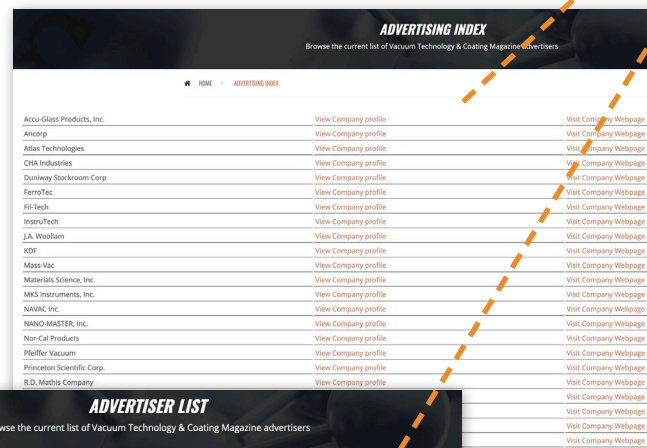 ADVERTISING INDEX
Browse the current list of Vacuum Technology & Coating Magazine advertisers
HOME > ADVERTISING INDEX
Accu-Glass Products, Inc. View Company profile Visit Company Webpage
Ancorp View Company profile Visit Company Webpage
Atlas Technologies View Company profile Visit Company Webpage
CHA Industries View Company profile Visit Company Webpage
Duniway Stockroom Corp View Company profile Visit Company Webpage
FerroTec View Company profile Visit Company Webpage
Fil-Tech View Company profile Visit Company Webpage
InstruTech View Company profile Visit Company Webpage
J.A. Woollam View Company profile Visit Company Webpage
KDF View Company profile Visit Company Webpage
Mass-Vac View Company profile Visit Company Webpage
Materials Science, Inc. View Company profile Visit Company Webpage
MKS Instruments, Inc. View Company profile Visit Company Webpage
NAVAC Inc. View Company profile Visit Company Webpage
NANO-MASTER, Inc. View Company profile Visit Company Webpage
Nor-Cal Products View Company profile Visit Company Webpage
Pfeiffer Vacuum View Company profile Visit Company Webpage
Princeton Scientific Corp. View Company profile Visit Company Webpage
R.D. Mathis Company View Company profile Visit Company Webpage
Visit Company Webpage
Visit Company Webpage
Visit Company Webpage
Visit Company Webpage
ADVERTISER LIST
wse the current list of Vacuum Technology & Coating Magazine advertisers